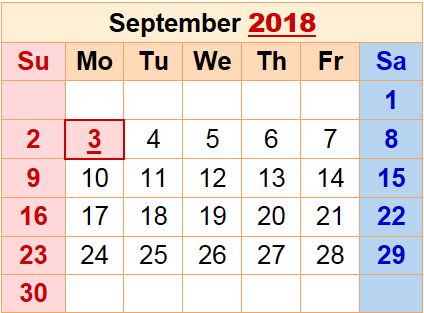 September 2018
Su Mo Tu We Th Fr Sa
1
2 3 4 5 6 7 8
9 10 11 12 13 14 15
16 17 18 19 20 21 22
23 24 25 26 27 28 29
30